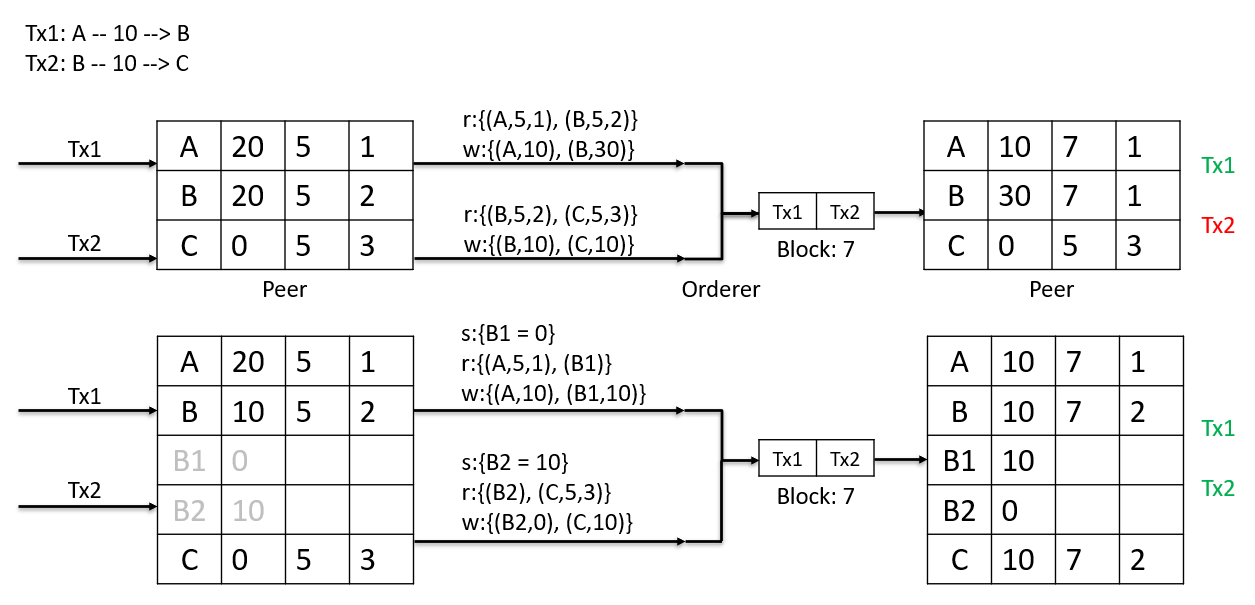 Tx1: A -- 10 --> B
Tx2: B -- 10 --> C
Tx1
Tx2
A 20 5 1
B 20 5 2
C 0 5 3
Peer
r:{(A,5,1), (B,5,2)}
w:{(A,10), (B,30)}
r:{(B,5,2), (C,5,3)}
w:{(B,10), (C,10)}
Orderer
Tx1 Tx2
Block: 7
A 10 7 1
B 30 7 1
C 0 5 3
Peer
Tx1
Tx2
Tx1
Tx2
A 20 5 1
B 10 5 2
B1 0
B2 10
C 0 5 3
s:{B1 = 0}
r:{(A,5,1), (B1)}
w:{(A,10), (B1,10)}
s:{B2 = 10}
r:{(B2), (C,5,3)}
w:{(B2,0), (C,10)}
Tx1 Tx2
Block: 7
A 10 7 1
B 10 7 2
B1 10
B2 0
C 10 7 2
Tx1
Tx2